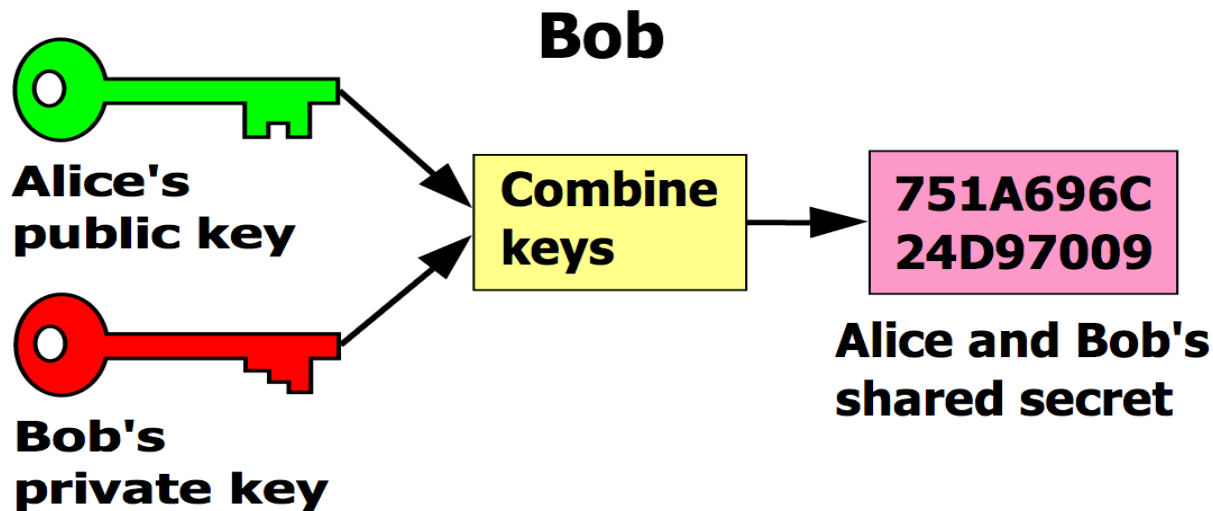 Bob
Alice's
public key
Combine
keys
751A696C
24D97009
Alice and Bob's
shared secret
Bob's
private key